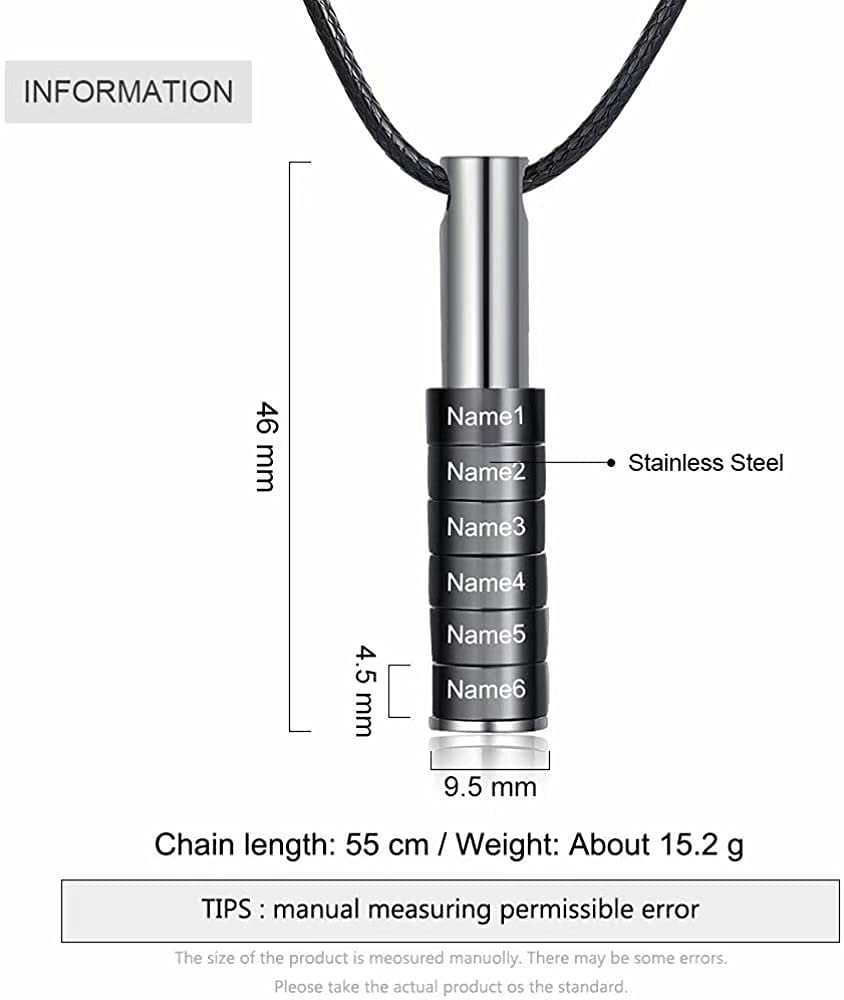 INFORMATION
46 mm
Name1
Name2
Stainless Steel
Name3
Name4
Name5
Name6
4.5 mm
9.5 mm
Chain length: 55 cm / Weight: About 15.2 g
TIPS : manual measuring permissible error
The size of the product is meosured manuolly. There may be some errors.
Please take the actual product os the standard.